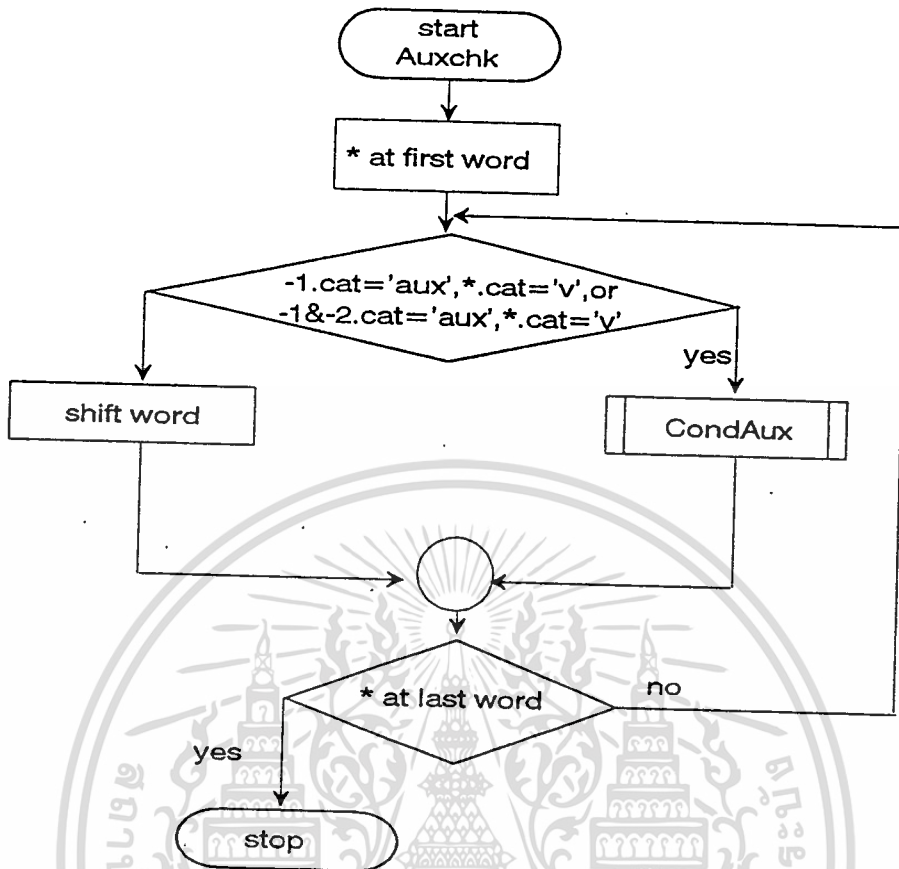 start
Auxchk
* at first word
-1.cat='aux',*.cat='v',or
-1&-2.cat='aux',*.cat='v'
yes
shift word
CondAux
* at last word
no
yes
stop